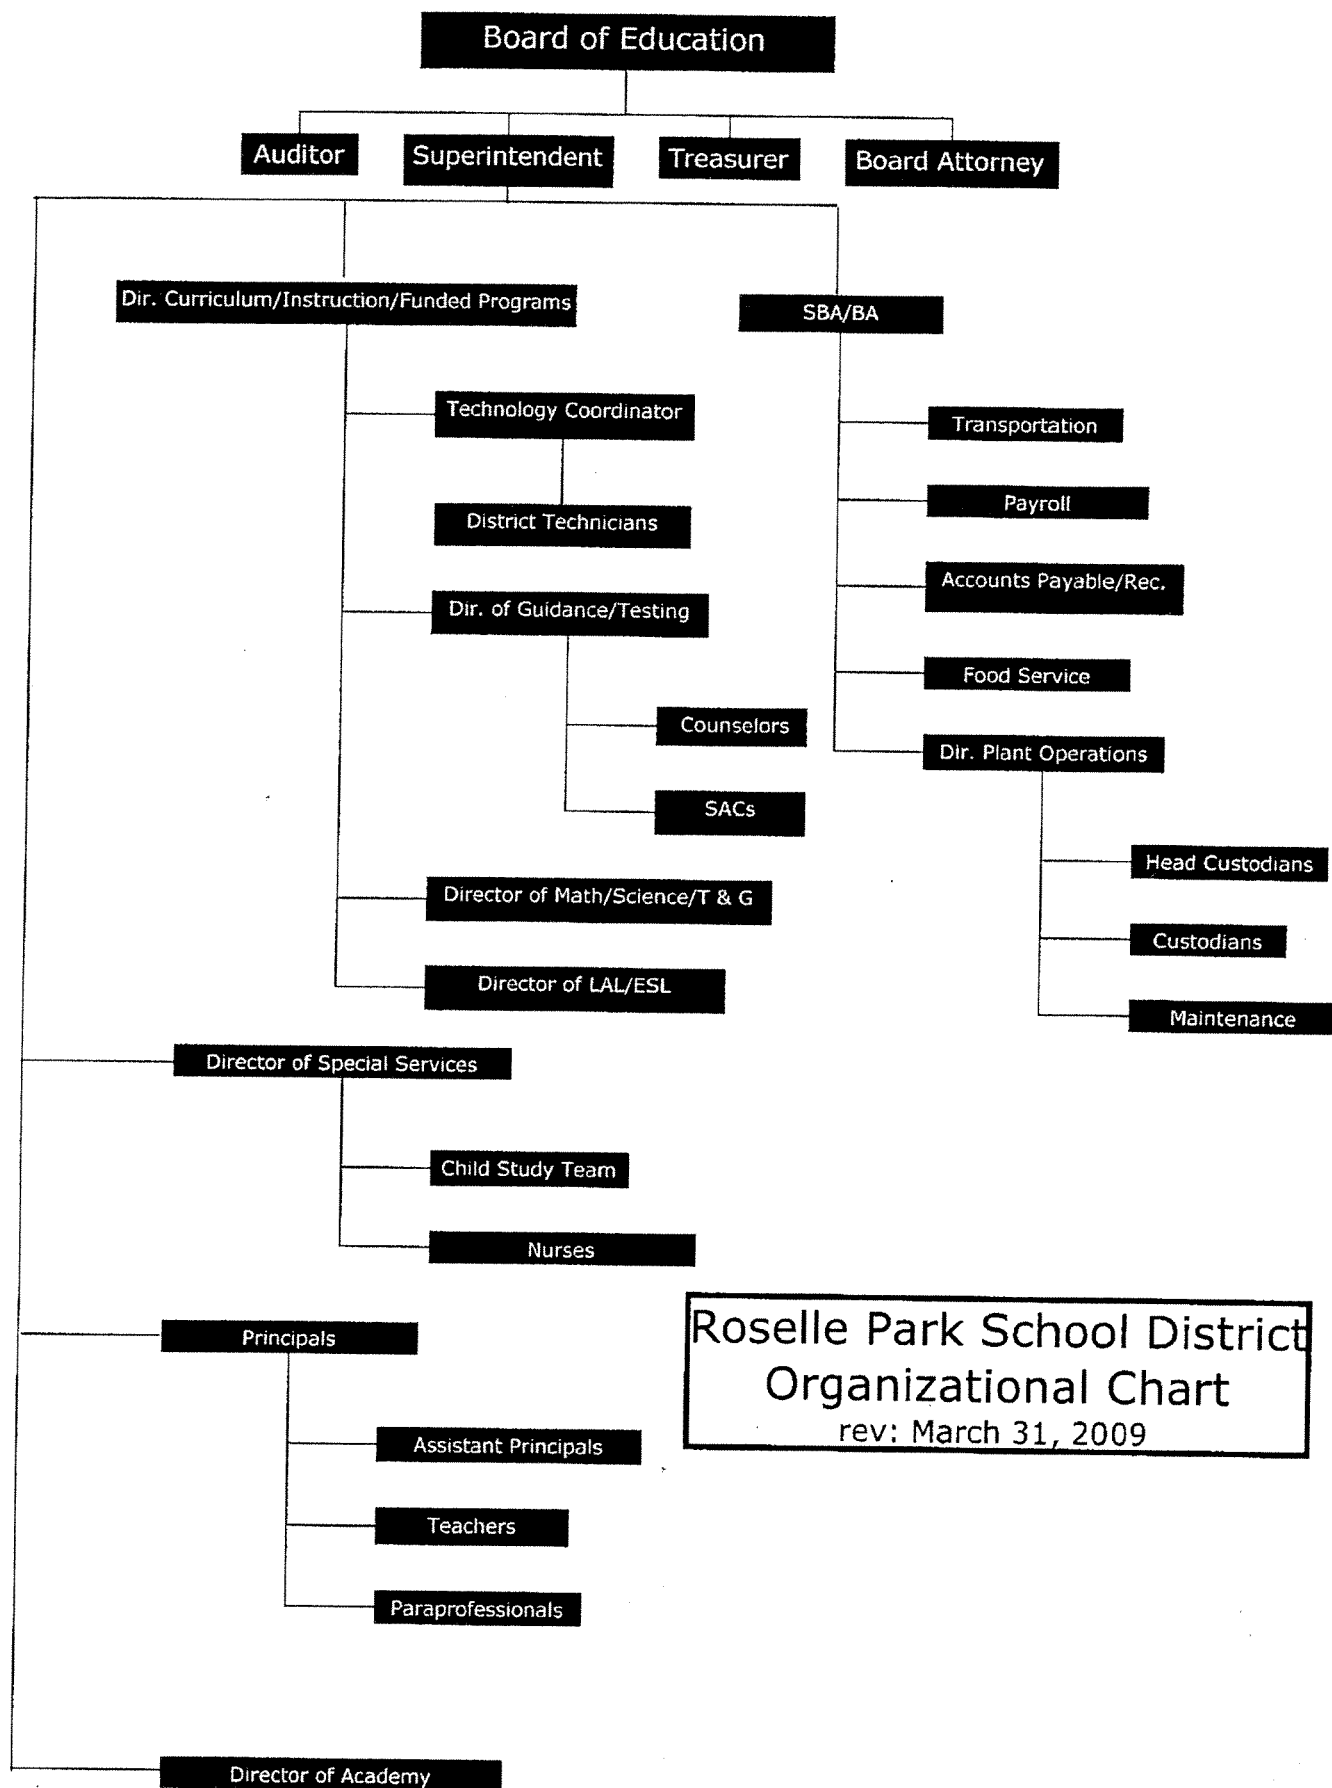 Board of Education
Auditor
Superintendent
Treasurer
Board Attorney
Dir. Curriculum/Instruction/Funded Programs
SBA/BA
Technology Coordinator
Transportation
District Technicians
Payroll
Dir. of Guidance/Testing
Accounts Payable/Rec.
Food Service
Counselors
Dir. Plant Operations
SACs
Head Custodians
Director of Math/Science/T & G
Custodians
Director of LAL/ESL
Maintenance
Director of Special Services
Child Study Team
Nurses
Principals
Assistant Principals
Teachers
Paraprofessionals
Director of Academy
Roselle Park School District
Organizational Chart
rev: March 31, 2009